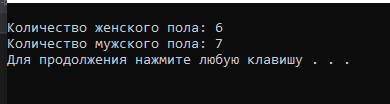 Количество женского пола: 6
Количество мужского пола: 7
Для продолжения нажмите любую клавишу . . .